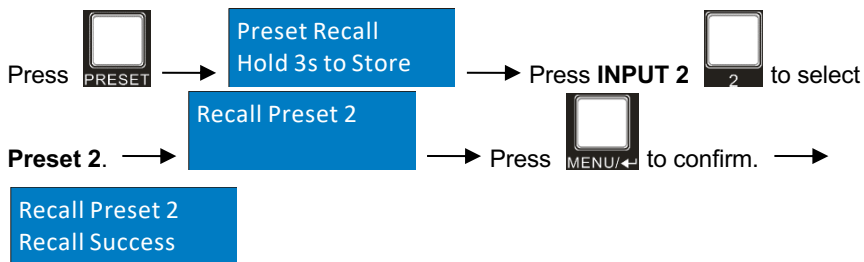 Preset Recall
Hold 3s to Store
Press PRESET → → Press INPUT 2 2 to select
Recall Preset 2
Preset 2. → → Press MENU/↵ to confirm. →
Recall Preset 2
Recall Success